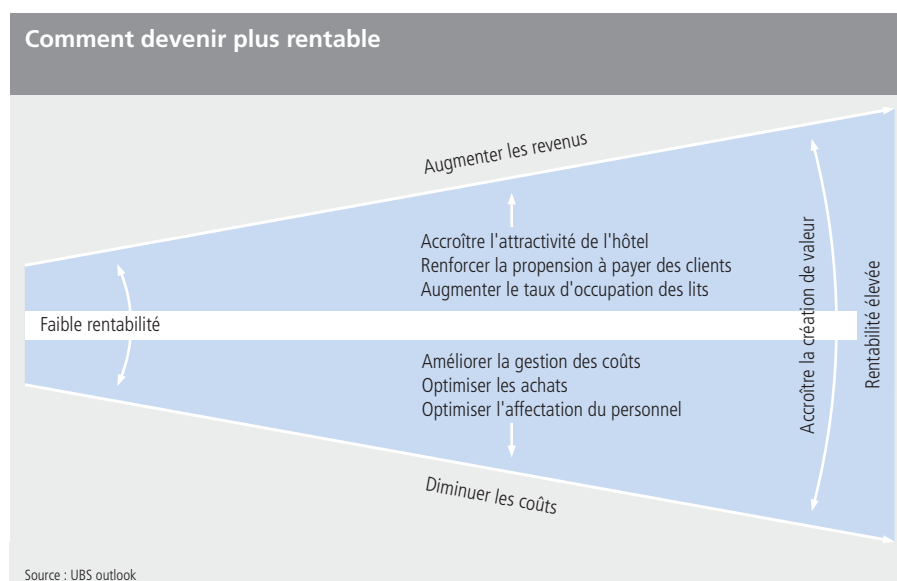 Comment devenir plus rentable
Augmenter les revenus
Accroître l'attractivité de l'hôtel
Renforcer la propension à payer des clients
Augmenter le taux d'occupation des lits
Faible rentabilité
Accroître la création de valeur
Rentabilité élevée
Améliorer la gestion des coûts
Optimiser les achats
Optimiser l'affectation du personnel
Diminuer les coûts
Source : UBS outlook